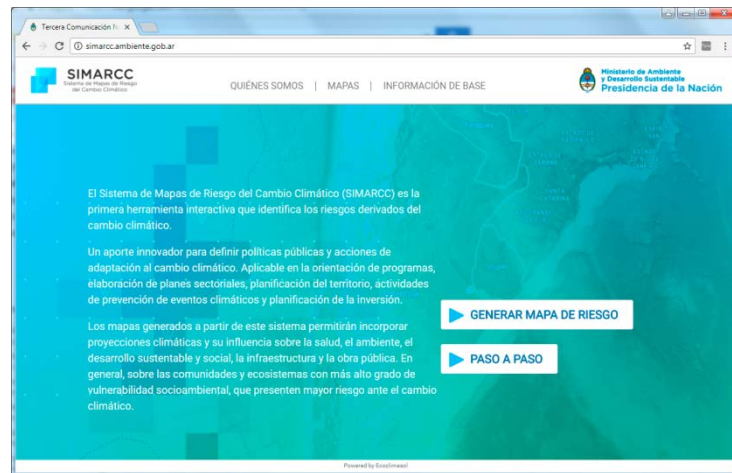 Tercera Comunicación N
simarcc.ambiente.gob.ar
SIMARCC
Sistema de Mapas de Riesgo
del Cambio Climático
QUIÉNES SOMOS | MAPAS | INFORMACIÓN DE BASE
Ministerio de Ambiente
y Desarrollo Sustentable
Presidencia de la Nación
El Sistema de Mapas de Riesgo del Cambio Climático (SIMARCC) es la
primera herramienta interactiva que identifica los riesgos derivados del
cambio climático.
Un aporte innovador para definir políticas públicas y acciones de
adaptación al cambio climático. Aplicable en la orientación de programas,
elaboración de planes sectoriales, planificación del territorio, actividades
de prevención de eventos climáticos y planificación de la inversión.
Los mapas generados a partir de este sistema permitirán incorporar
proyecciones climáticas y su influencia sobre la salud, el ambiente, el
desarrollo sustentable y social, la infraestructura y la obra pública. En
general, sobre las comunidades y ecosistemas con más alto grado de
vulnerabilidad socioambiental, que presenten mayor riesgo ante el cambio
climático.
GENERAR MAPA DE RIESGO
PASO A PASO
Powered by Ecoclimasol